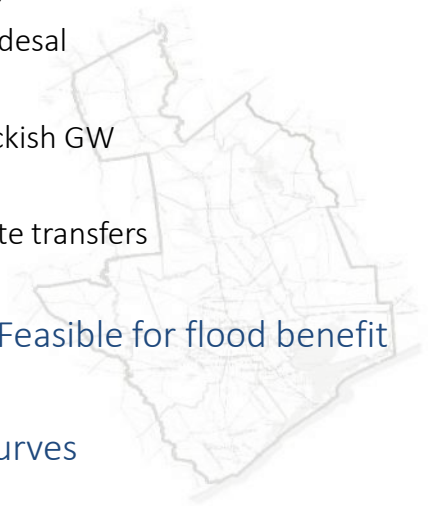 desal
ckish GW
te transfers
Feasible for flood benefit
urves